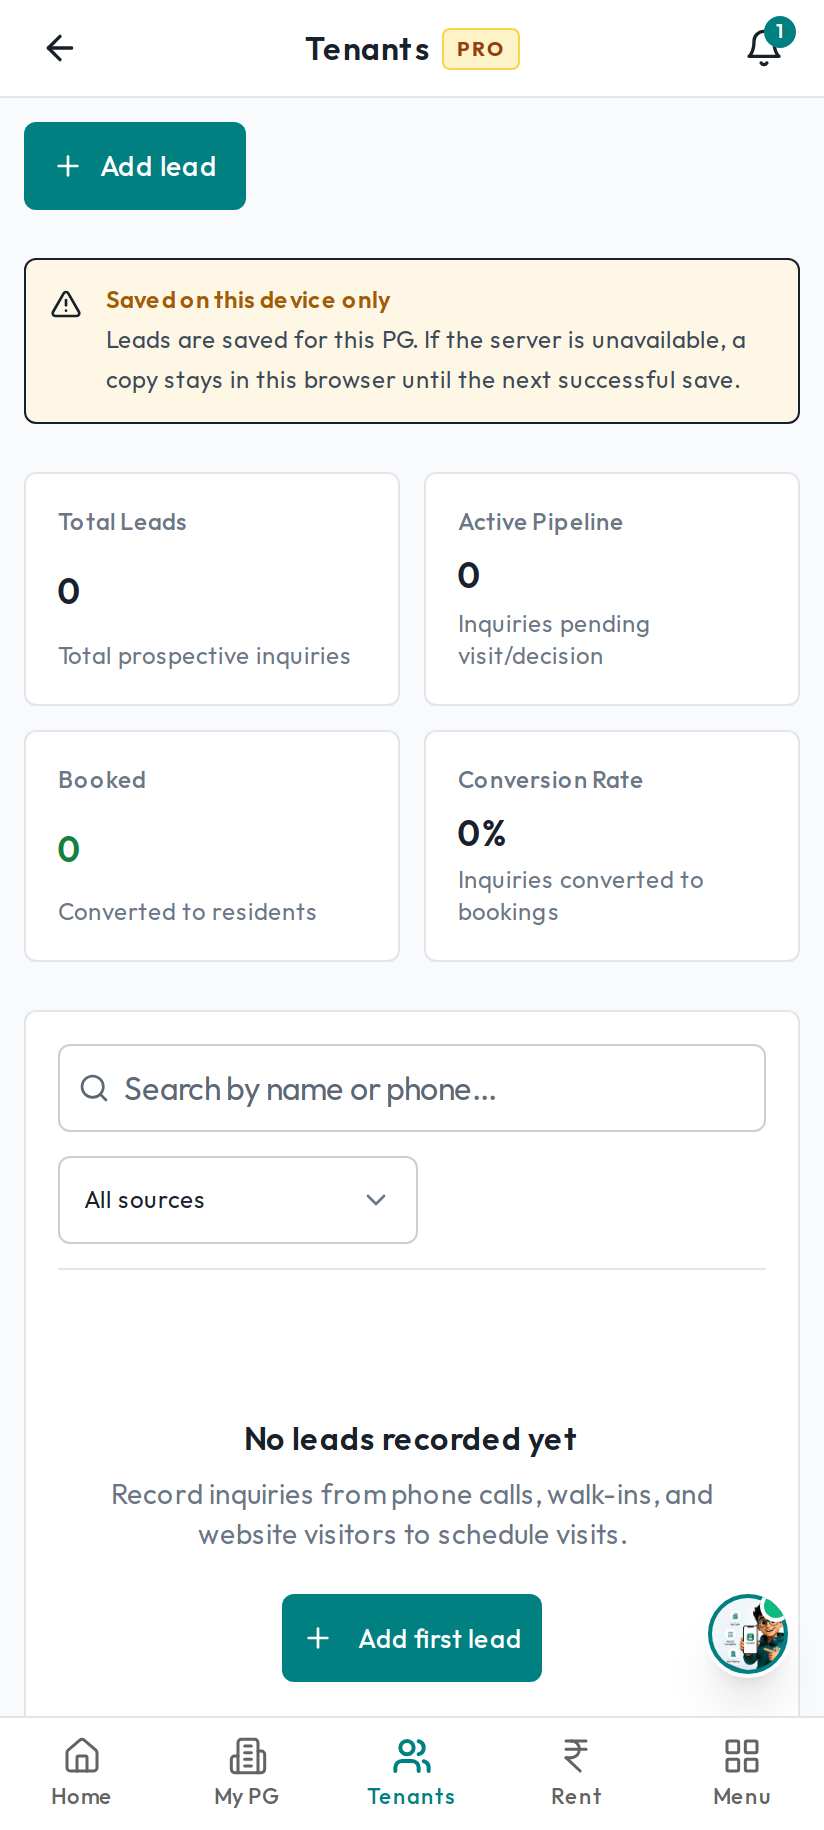 Tenants PRO
1
Add lead
Saved on this device only
Leads are saved for this PG. If the server is unavailable, a
copy stays in this browser until the next successful save.
Total Leads
0
Total prospective inquiries
Active Pipeline
0
Inquiries pending
visit/decision
Booked
0
Converted to residents
Conversion Rate
0%
Inquiries converted to
bookings
Search by name or phone...
All sources
No leads recorded yet
Record inquiries from phone calls, walk-ins, and
website visitors to schedule visits.
Add first lead
Home
My PG
Tenants
Rent
Menu